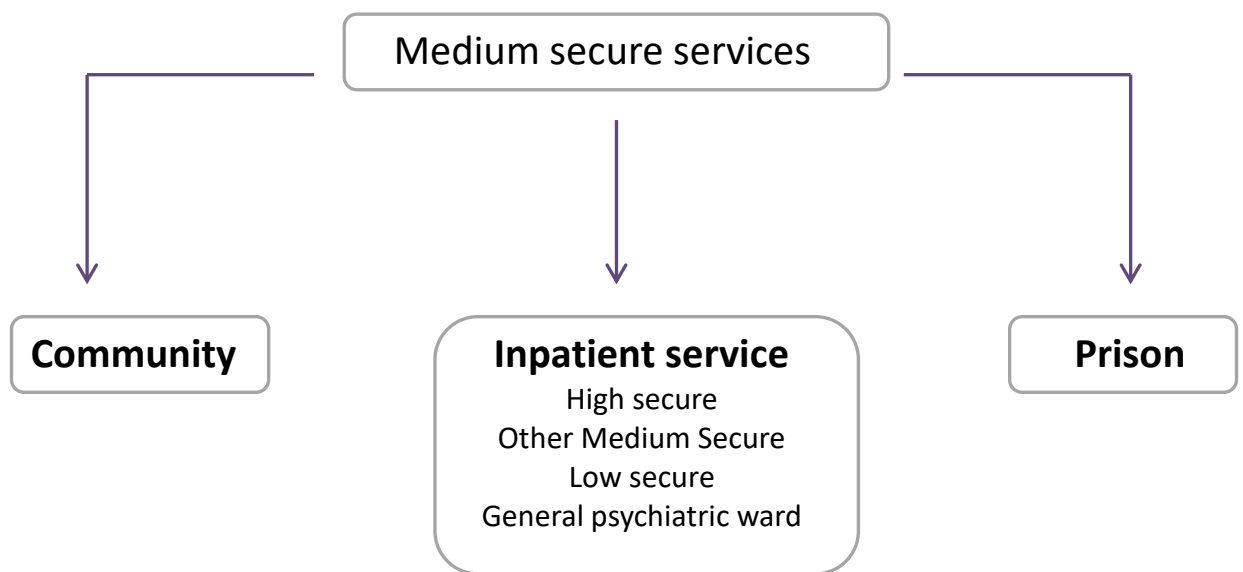 Medium secure services
Community
Inpatient service
High secure
Other Medium Secure
Low secure
General psychiatric ward
Prison